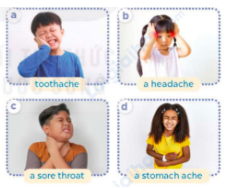 a
b
toothache
a headache
c
d
a sore throat
a stomach ache